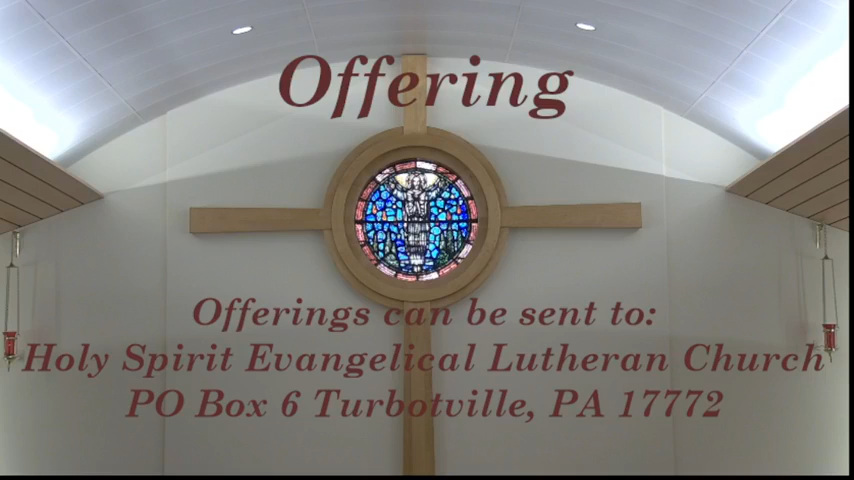 Offering
Offerings can be sent to:
Holy Spirit Evangelical Lutheran Church
PO Box 6 Turbotville, PA 17772